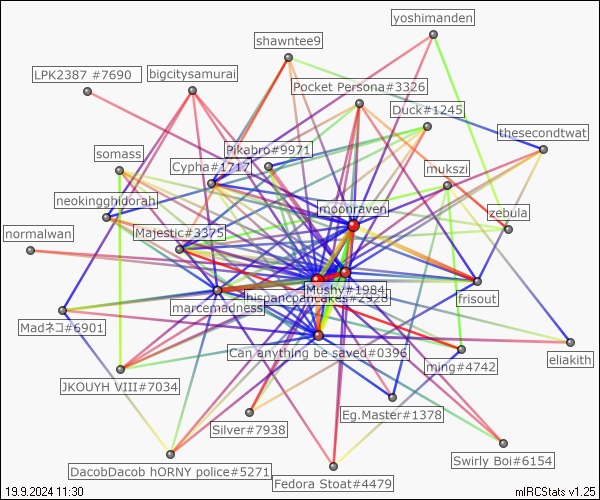 yoshimanden
shawntee9
LPK2387 #7690
bigcitysamurai
Pocket Persona#3326
Duck#1245
thesecondtwat
Pikabro#9971
somass
Cypha#1717
mukszi
neokingghidorah
moonraven
zebula
normalwan
Majestic#3375
Mushy#1984
hispancpancakes#2928
marcemadness
frisout
Madネコ#6901
Can anything be saved#0396
eliakith
ming#4742
JKOUYH VIII#7034
Eg.Master#1378
Silver#7938
Swirly Boi#6154
DacobDacob hORNY police#5271
Fedora Stoat#4479
19.9.2024 11:30
mIRCStats v1.25